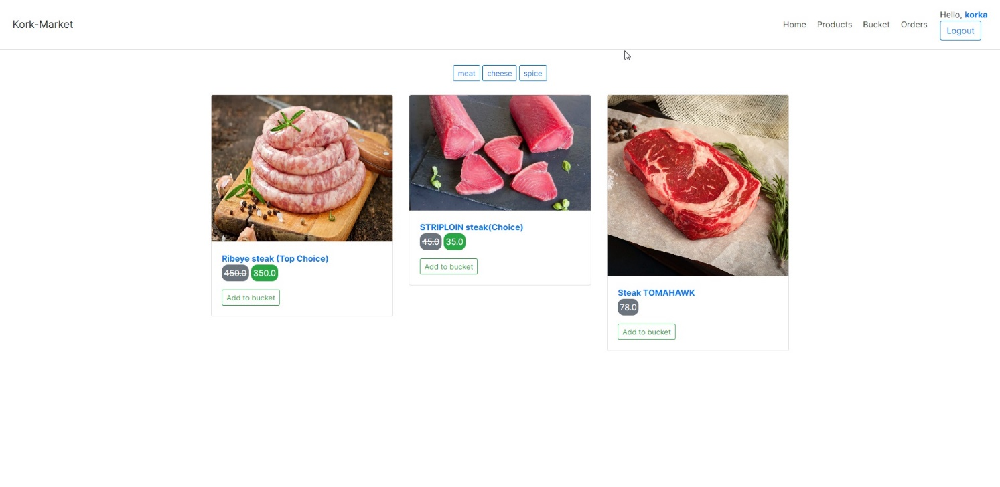 Kork-Market
Home Products Bucket Orders
Hello, korka
Logout
meat cheese spice
Ribeye steak (Top Choice)
450.0 350.0
Add to bucket
STRIPLOIN steak(Choice)
45.0 35.0
Add to bucket
Steak TOMAHAWK
78.0
Add to bucket